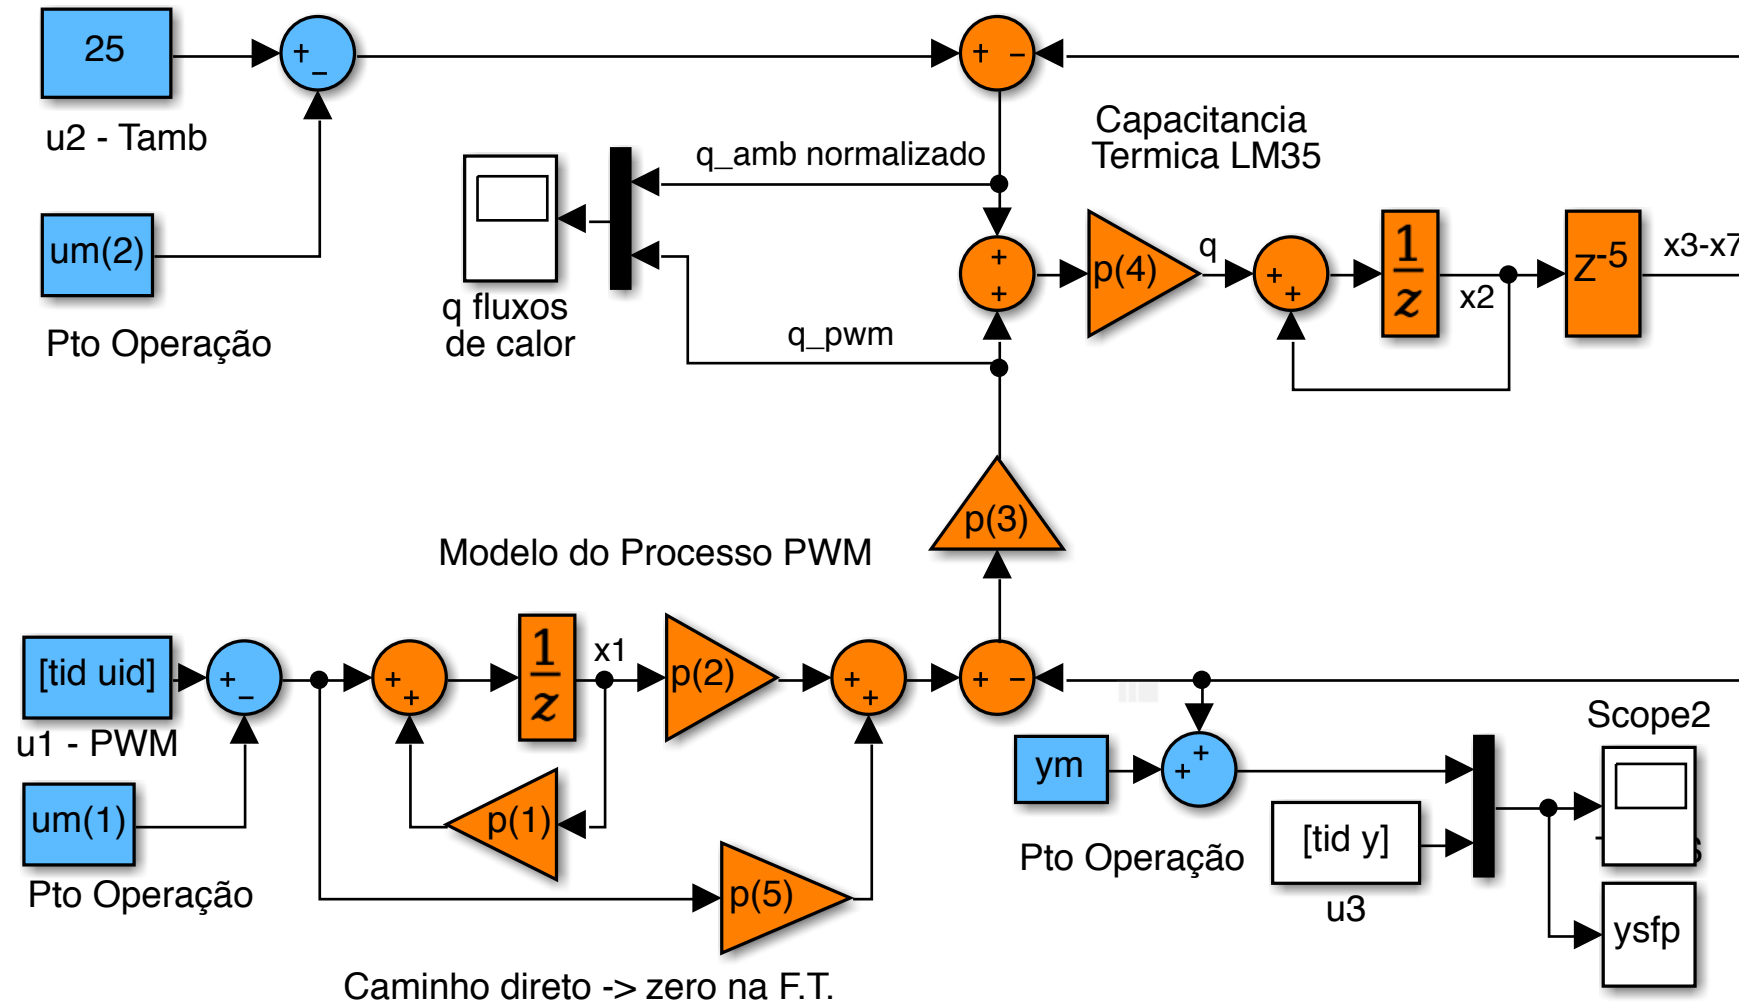 25
+
−
+
−
u2 - Tamb
Capacitancia
Termica LM35
q_amb normalizado
um(2)
+
+
p(4)
q
+
+
1
z
x2
z-5
x3-x7
Pto Operação
q fluxos
de calor
q_pwm
p(3)
Modelo do Processo PWM
[tid uid]
+
−
+
+
1
z
x1
p(2)
+
+
+
−
u1 - PWM
Scope2
um(1)
p(1)
ym
+
+
[tid y]
Pto Operação
Pto Operação
p(5)
u3
ysfp
Caminho direto -> zero na F.T.